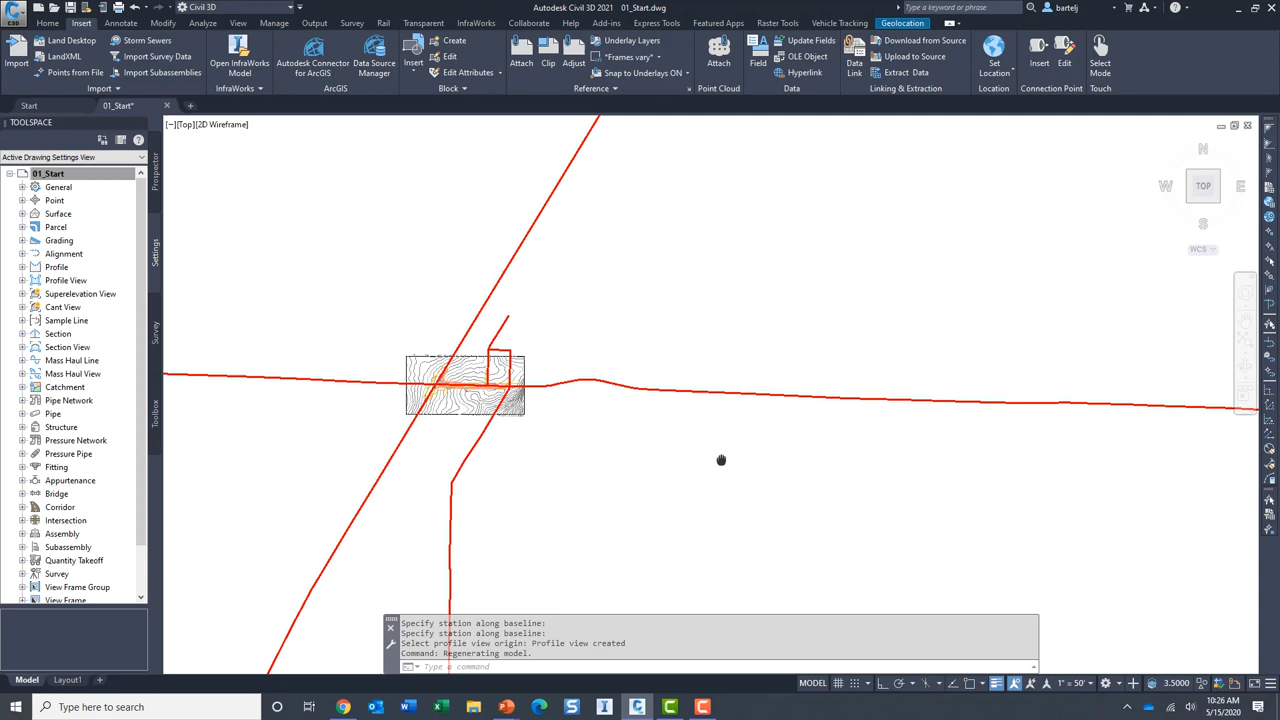 Civil 3D
Autodesk Civil 3D 2021 01_Start.dwg
Type a keyword or phrase
bartelj
Home Insert Annotate Modify Analyze View Manage Output Survey Rail Transparent InfraWorks Collaborate Help Add-ins Express Tools Featured Apps Raster Tools Vehicle Tracking Geolocation
Land Desktop
Storm Sewers
Create
Underlay Layers
Update Fields
Download from Source
LandXML
Import Survey Data
Edit
*Frames vary*
OLE Object
Upload to Source
Import
Points from File
Import Subassemblies
Open InfraWorks
Model
Autodesk Connector
for ArcGIS
Data Source
Manager
Insert
Edit Attributes
Attach Clip Adjust
Snap to Underlays ON
Attach
Field
Hyperlink
Data
Link
Extract Data
Set
Location
Insert Edit
Select
Mode
Import
InfraWorks
ArcGIS
Block
Reference
Point Cloud
Data
Linking & Extraction
Location
Connection Point
Touch
Start
01_Start*
TOOLSPACE
[−][Top][2D Wireframe]
Active Drawing Settings View
01_Start
General
Point
Surface
Parcel
Grading
Alignment
Profile
Profile View
Superelevation View
Cant View
Sample Line
Section
Section View
Mass Haul Line
Mass Haul View
Catchment
Pipe Network
Pipe
Structure
Pressure Network
Pressure Pipe
Fitting
Appurtenance
Bridge
Corridor
Intersection
Assembly
Subassembly
Quantity Takeoff
Survey
View Frame Group
View Frame
Prospector
Settings
Survey
Toolbox
N
W TOP E
S
WCS
Specify station along baseline:
Specify station along baseline:
Select profile view origin: Profile view created
Command: Regenerating model.
Type a command
Model Layout1
MODEL
1" = 50'
3.5000
Type here to search
10:26 AM
5/15/2020